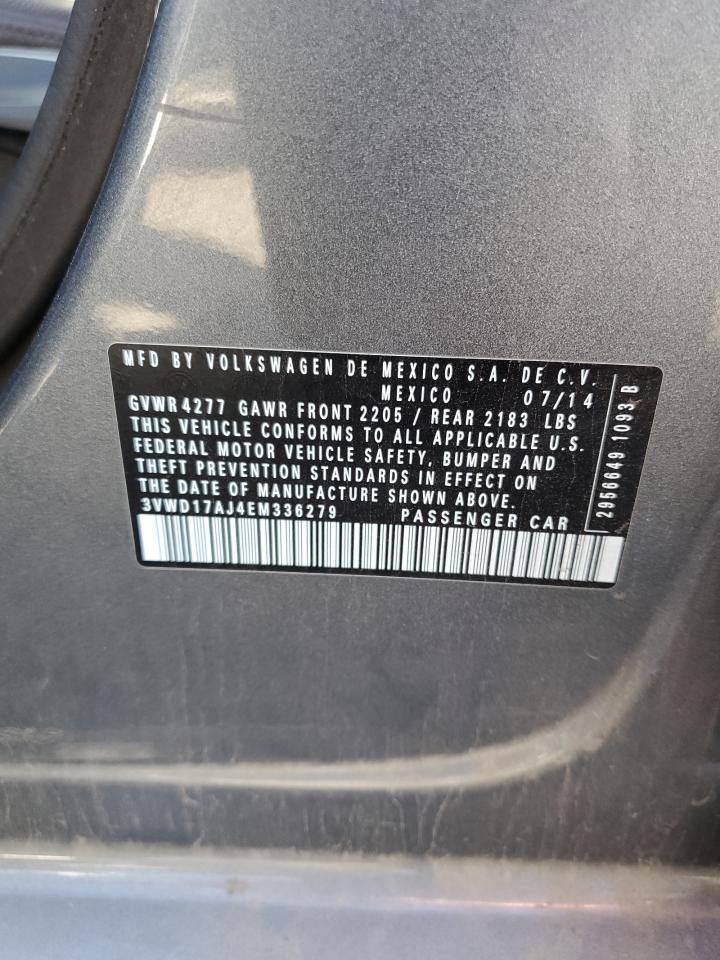 MFD BY VOLKSWAGEN DE MEXICO S.A. DE C.V.
MEXICO 07/14
GVWR 4277 GAWR FRONT 2205 / REAR 2183 LBS
THIS VEHICLE CONFORMS TO ALL APPLICABLE U.S.
FEDERAL MOTOR VEHICLE SAFETY, BUMPER AND
THEFT PREVENTION STANDARDS IN EFFECT ON
THE DATE OF MANUFACTURE SHOWN ABOVE.
3VWD17AJ4EM336279 PASSENGER CAR
2956649 1093 B